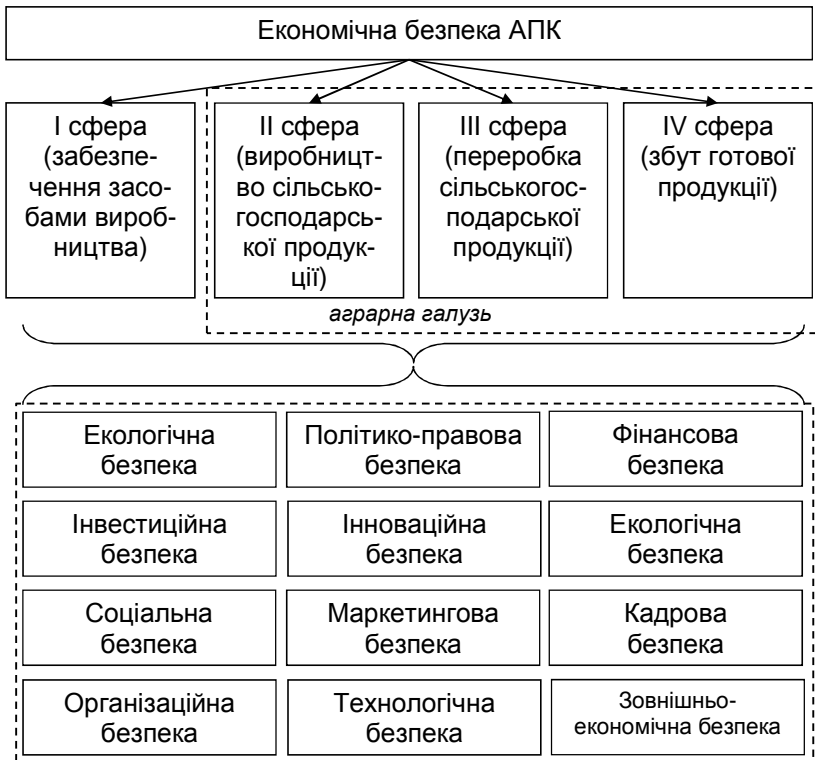 Економічна безпека АПК
I сфера
(забезпе-
чення засо-
бами вироб-
ництва)
II сфера
(виробницт-
во сільсько-
господарсь-
кої продук-
ції)
III сфера
(переробка
сільськогос-
подарської
продукції)
IV сфера
(збут готової
продукції)
аграрна галузь
Екологічна
безпека
Політико-правова
безпека
Фінансова
безпека
Інвестиційна
безпека
Інноваційна
безпека
Екологічна
безпека
Соціальна
безпека
Маркетингова
безпека
Кадрова
безпека
Організаційна
безпека
Технологічна
безпека
Зовнішньо-
економічна безпека